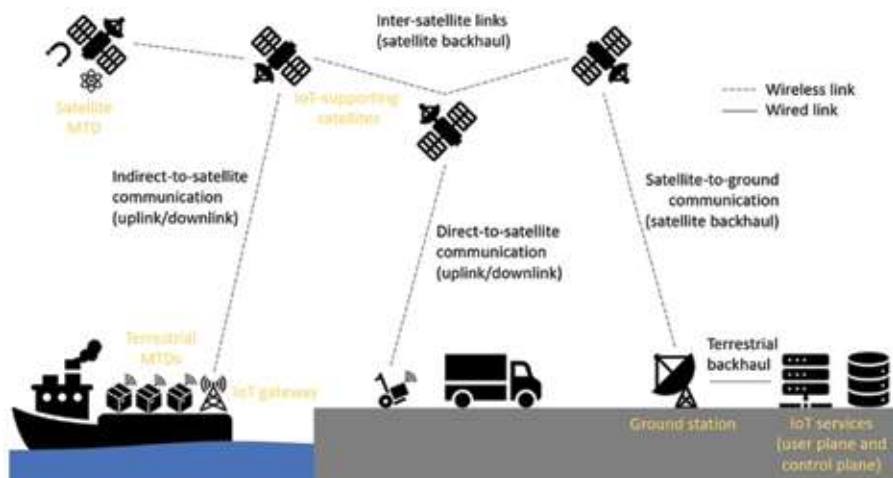 Inter-satellite links
(satellite backhaul)
Satellite
MTD
IoT-supporting
satellites
Wireless link
Wired link
Indirect-to-satellite
communication
(uplink/downlink)
Direct-to-satellite
communication
(uplink/downlink)
Satellite-to-ground
communication
(satellite backhaul)
Terrestrial
MTDs
IoT gateway
Terrestrial
backhaul
Ground station
IoT services
(user plane and
control plane)